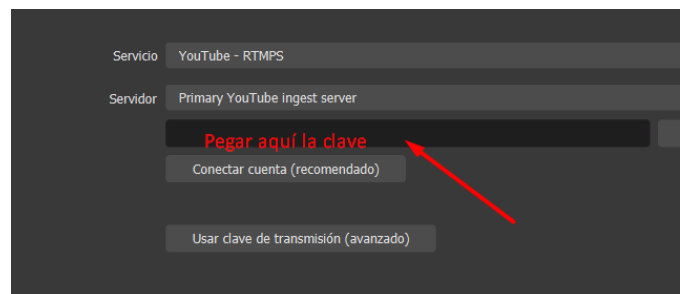 Servicio YouTube - RTMPS
Servidor Primary YouTube ingest server
Pegar aquí la clave
Conectar cuenta (recomendado)
Usar clave de transmisión (avanzado)